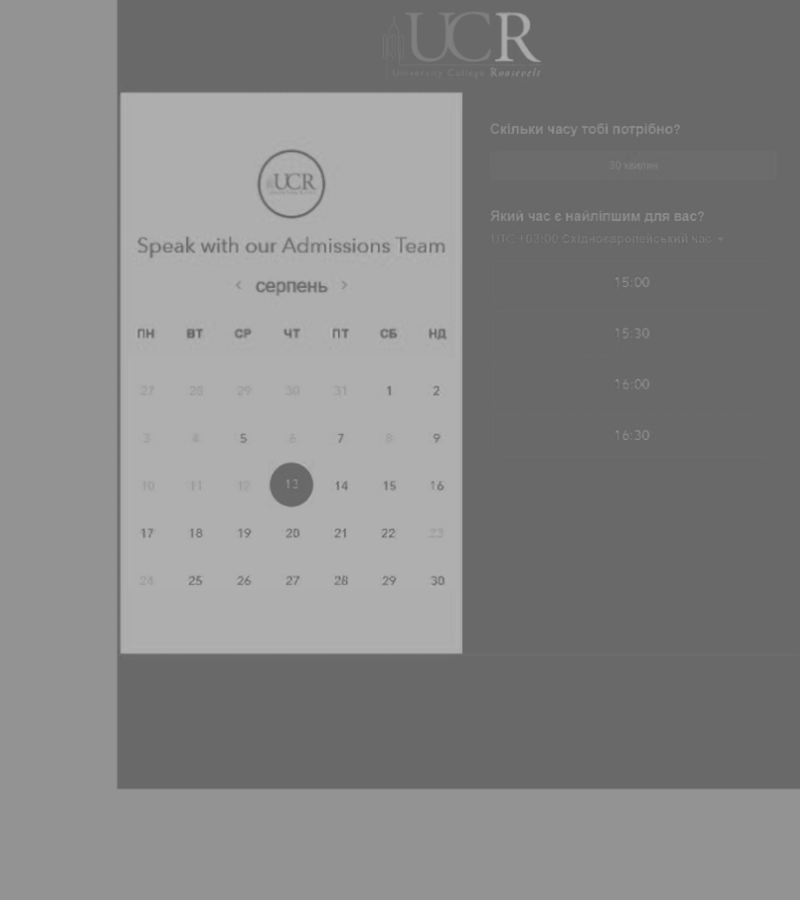 UCR
University College Roosevelt
UCR
Speak with our Admissions Team
< серпень >
ПН ВТ СР ЧТ ПТ СБ НД
27 28 29 30 31 1 2
3 4 5 6 7 8 9
10 11 12 13 14 15 16
17 18 19 20 21 22 23
24 25 26 27 28 29 30
Скільки часу тобі потрібно?
30 хвилин
Який час є найліпшим для вас?
UTC +03:00 Східноєвропейський час
15:00
15:30
16:00
16:30